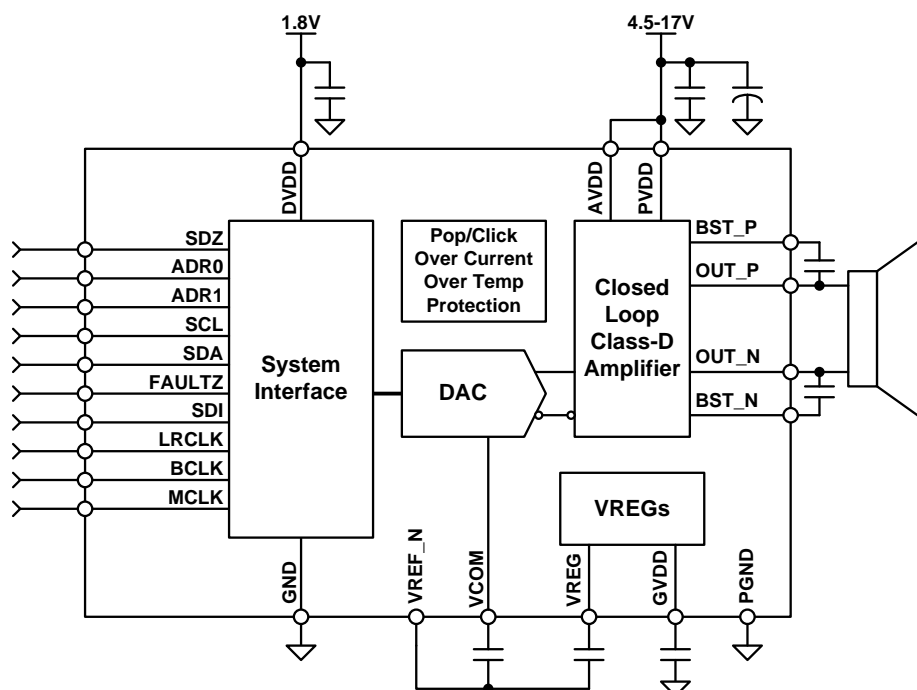 1.8V
4.5-17V
DVDD
AVDD
PVDD
SDZ
ADR0
ADR1
SCL
SDA
FAULTZ
SDI
LRCLK
BCLK
MCLK
System
Interface
Pop/Click
Over Current
Over Temp
Protection
DAC
Closed
Loop
Class-D
Amplifier
BST_P
OUT_P
OUT_N
BST_N
VREGs
GND
VREF_N
VCOM
VREG
GVDD
PGND